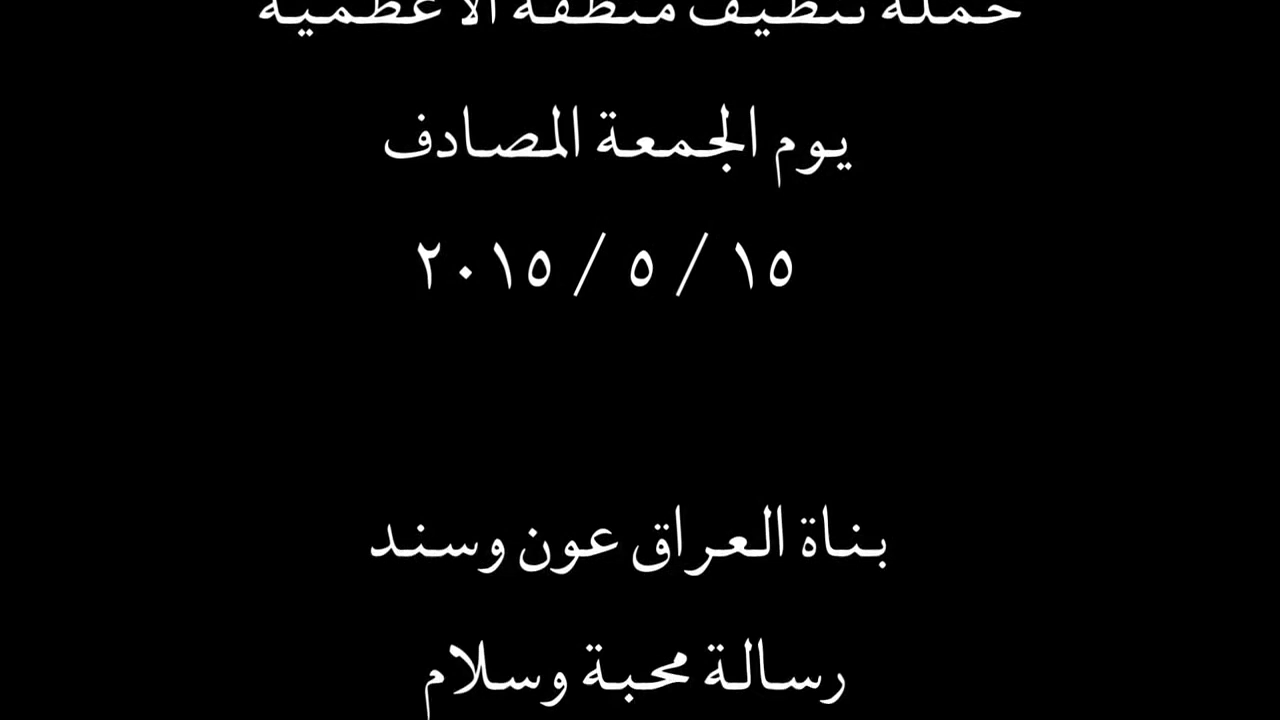 حملة تنظيف منطقة الاعظمية
يوم الجمعة المصادف
١٥ / ٥ / ٢٠١٥
بناة العراق عون وسند
رسالة محبة وسلام